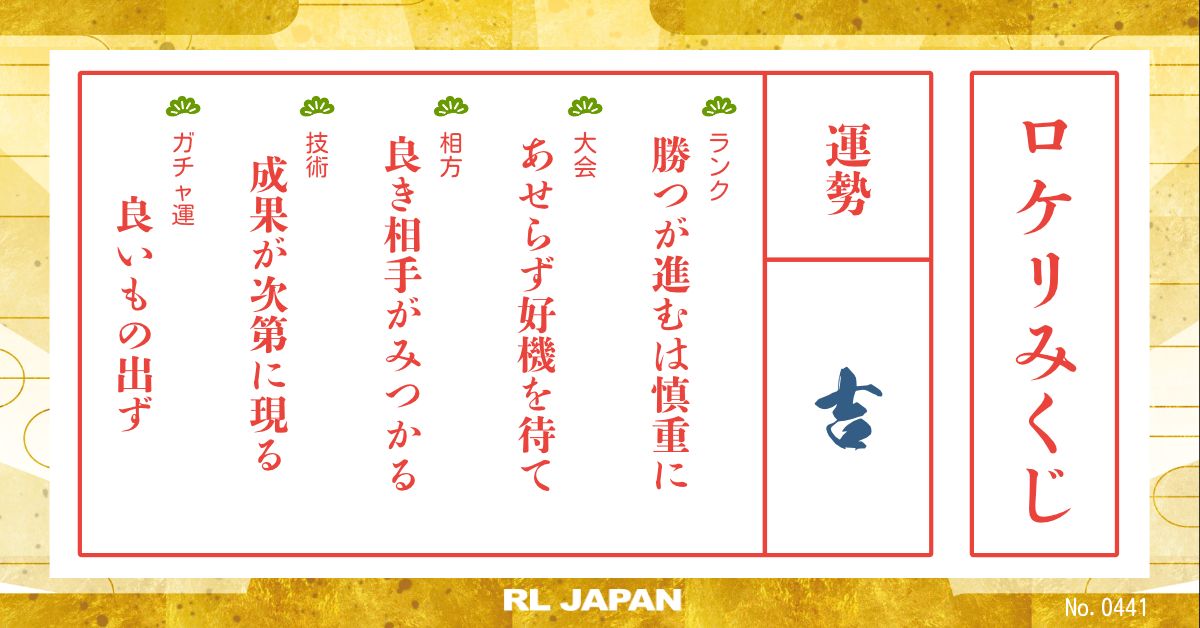 ロケリみくじ
運勢
吉
ランク
勝つが進むは慎重に
大会
あせらず好機を待て
相方
良き相手がみつかる
技術
成果が次第に現る
ガチャ運
良いもの出ず
RL JAPAN
No. 0441